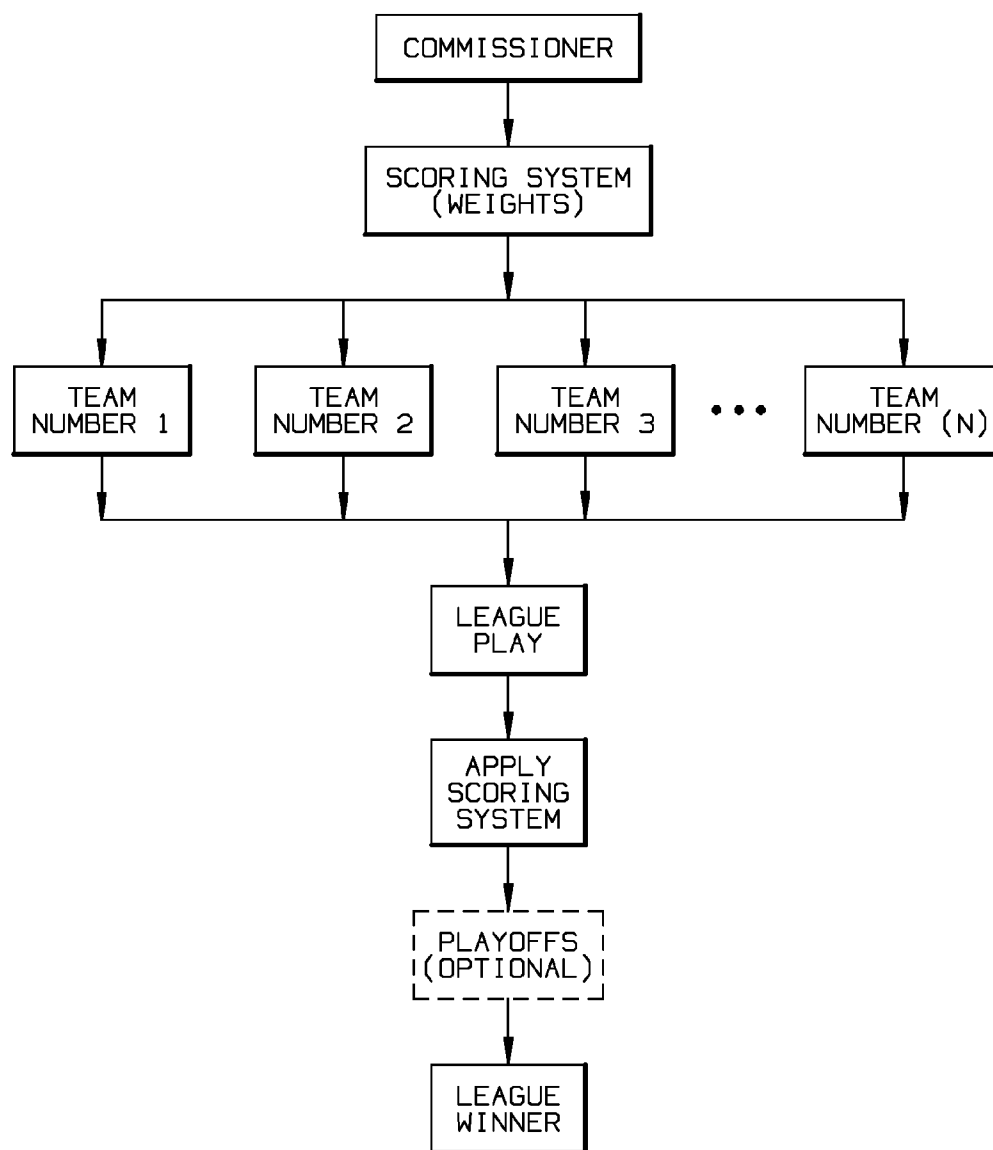 COMMISSIONER
SCORING SYSTEM
(WEIGHTS)
TEAM
NUMBER 1
TEAM
NUMBER 2
TEAM
NUMBER 3
TEAM
NUMBER (N)
LEAGUE
PLAY
APPLY
SCORING
SYSTEM
PLAYOFFS
(OPTIONAL)
LEAGUE
WINNER